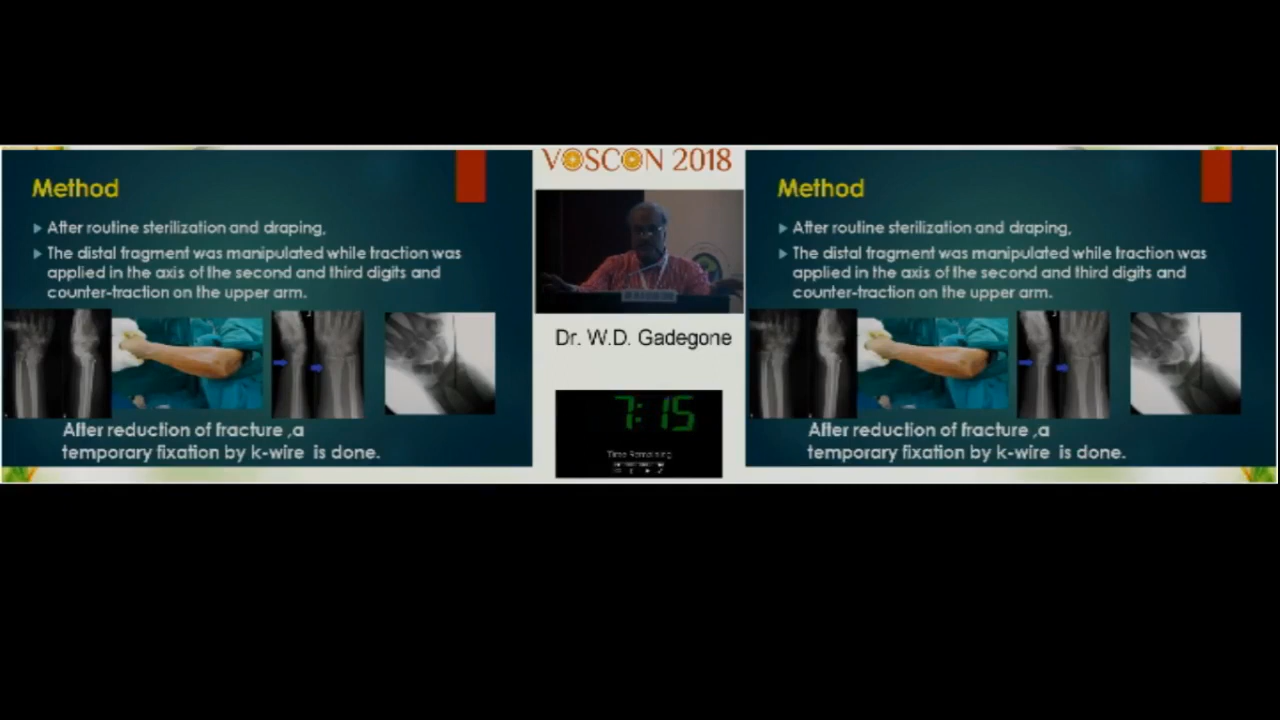 Method
After routine sterilization and draping,
The distal fragment was manipulated while traction was
applied in the axis of the second and third digits and
counter-traction on the upper arm.
After reduction of fracture ,a
temporary fixation by k-wire is done.
VOSCON 2018
Dr. W.D. Gadegone
7:15
Time Remaining
Method
After routine sterilization and draping,
The distal fragment was manipulated while traction was
applied in the axis of the second and third digits and
counter-traction on the upper arm.
After reduction of fracture ,a
temporary fixation by k-wire is done.